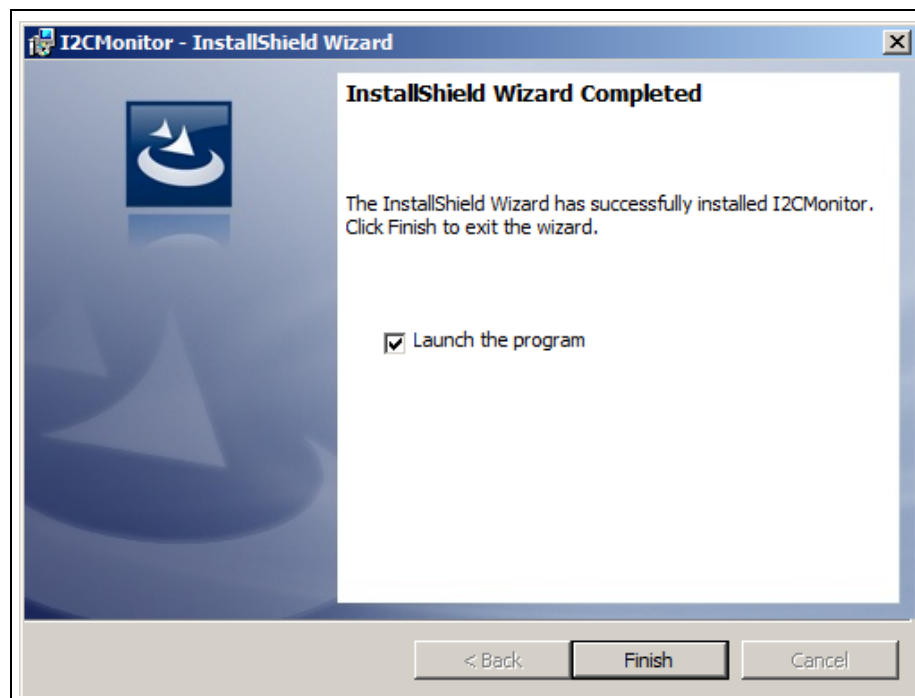 I2CMonitor - InstallShield Wizard
InstallShield Wizard Completed
The InstallShield Wizard has successfully installed I2CMonitor.
Click Finish to exit the wizard.
Launch the program
< Back
Finish
Cancel